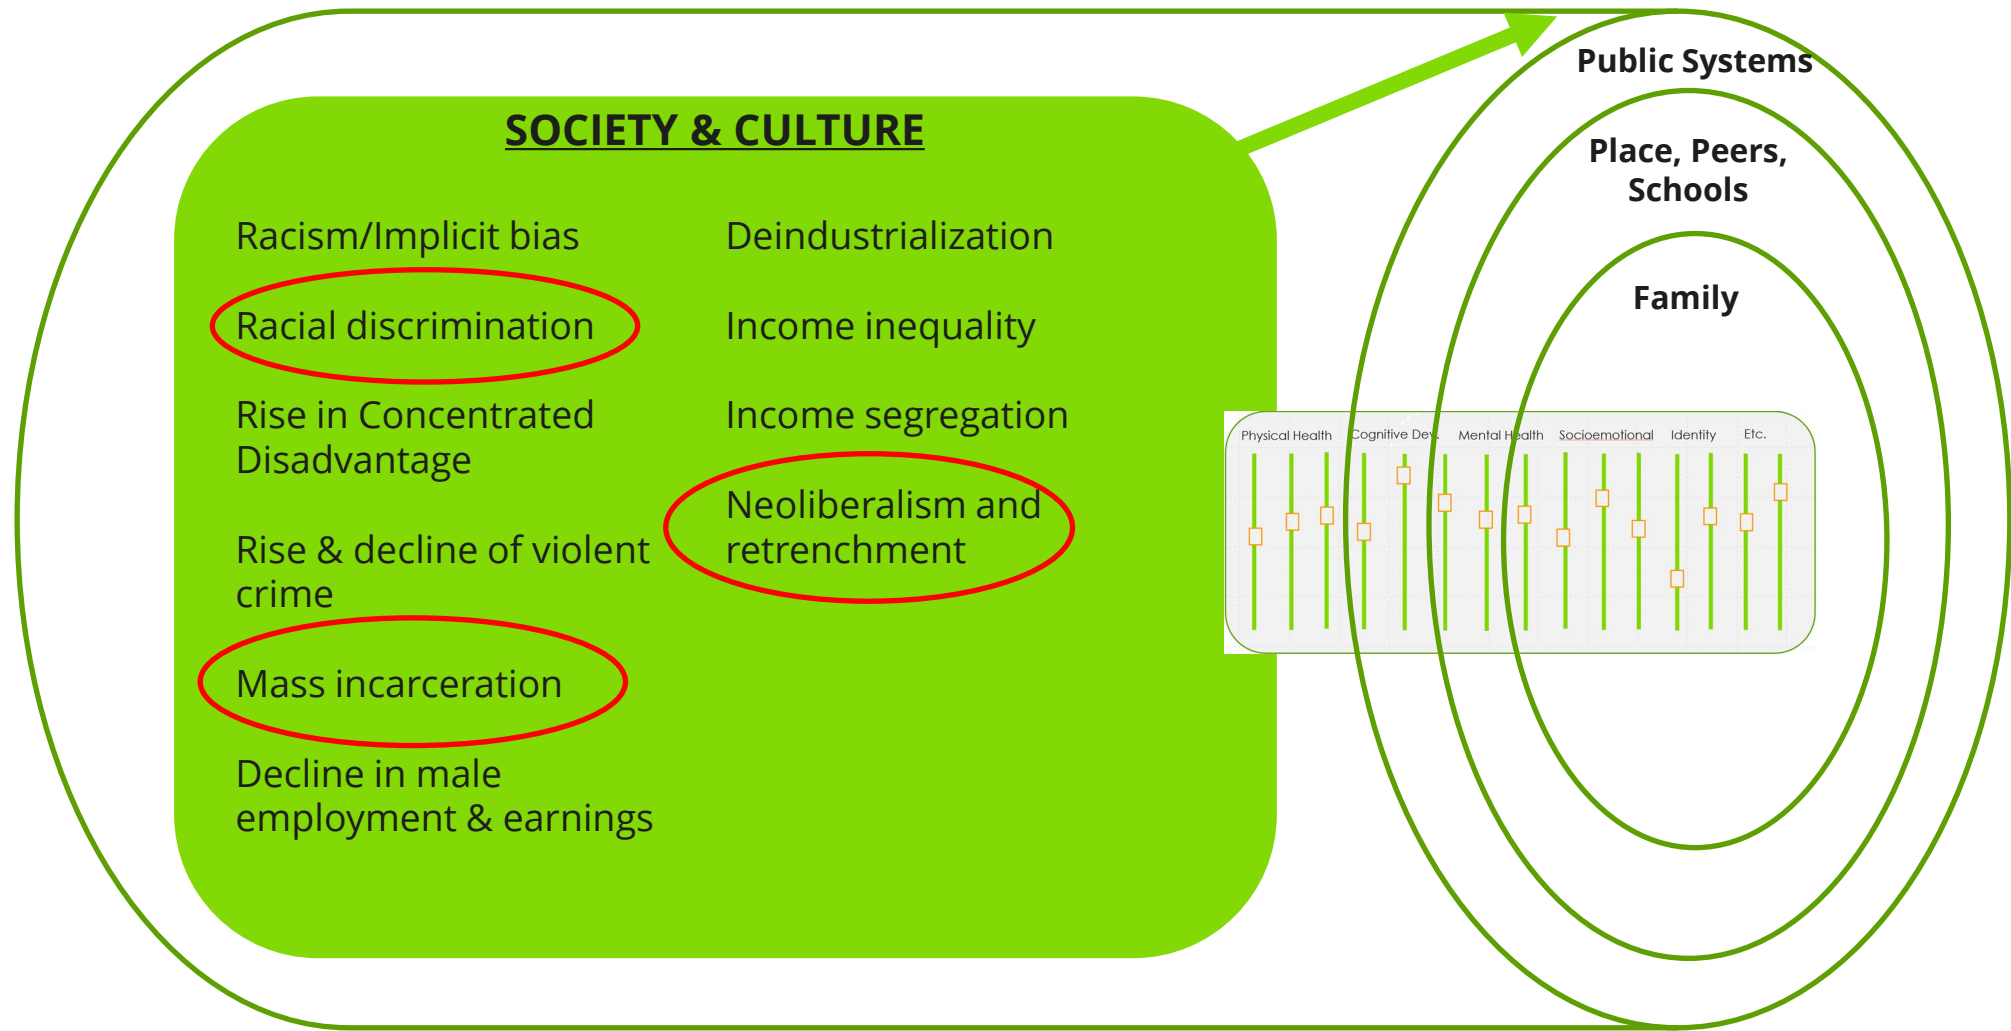 SOCIETY & CULTURE
Racism/Implicit bias
Racial discrimination
Rise in Concentrated
Disadvantage
Rise & decline of violent
crime
Mass incarceration
Decline in male
employment & earnings
Deindustrialization
Income inequality
Income segregation
Neoliberalism and
retrenchment
Public Systems
Place, Peers,
Schools
Family
Physical Health Cognitive Dev. Mental Health Socioemotional Identity Etc.